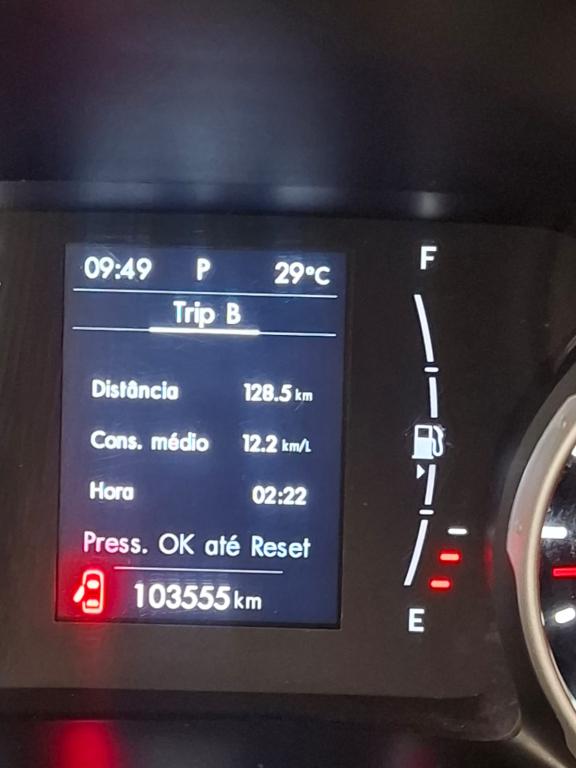 09:49 P 29°C
F
Trip B
Distância 128.5 km
Cons. médio 12.2 km/L
Hora 02:22
Press. OK até Reset
103555 km
E